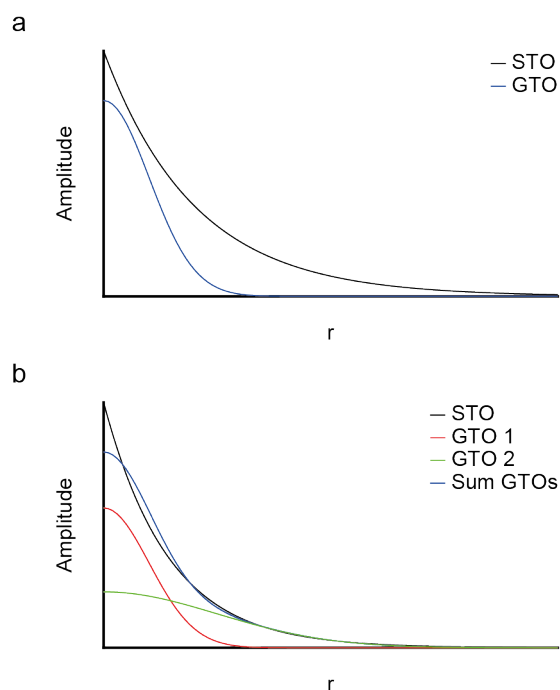 a
STO
GTO
Amplitude
r
b
STO
GTO 1
GTO 2
Sum GTOs
Amplitude
r